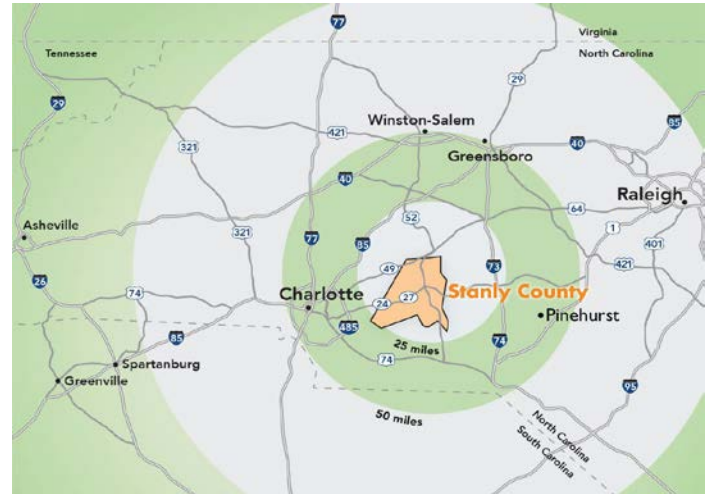 77
Virginia
North Carolina
Tennessee
29
29
85
Winston-Salem
421
321
Greensboro
40
40
Raleigh
52
64
Asheville
321
77
85
1
401
421
49
73
26
74
Charlotte
24
27
Stanly County
Pinehurst
485
85
74
25 miles
74
Spartanburg
Greenville
95
50 miles
North Carolina
South Carolina